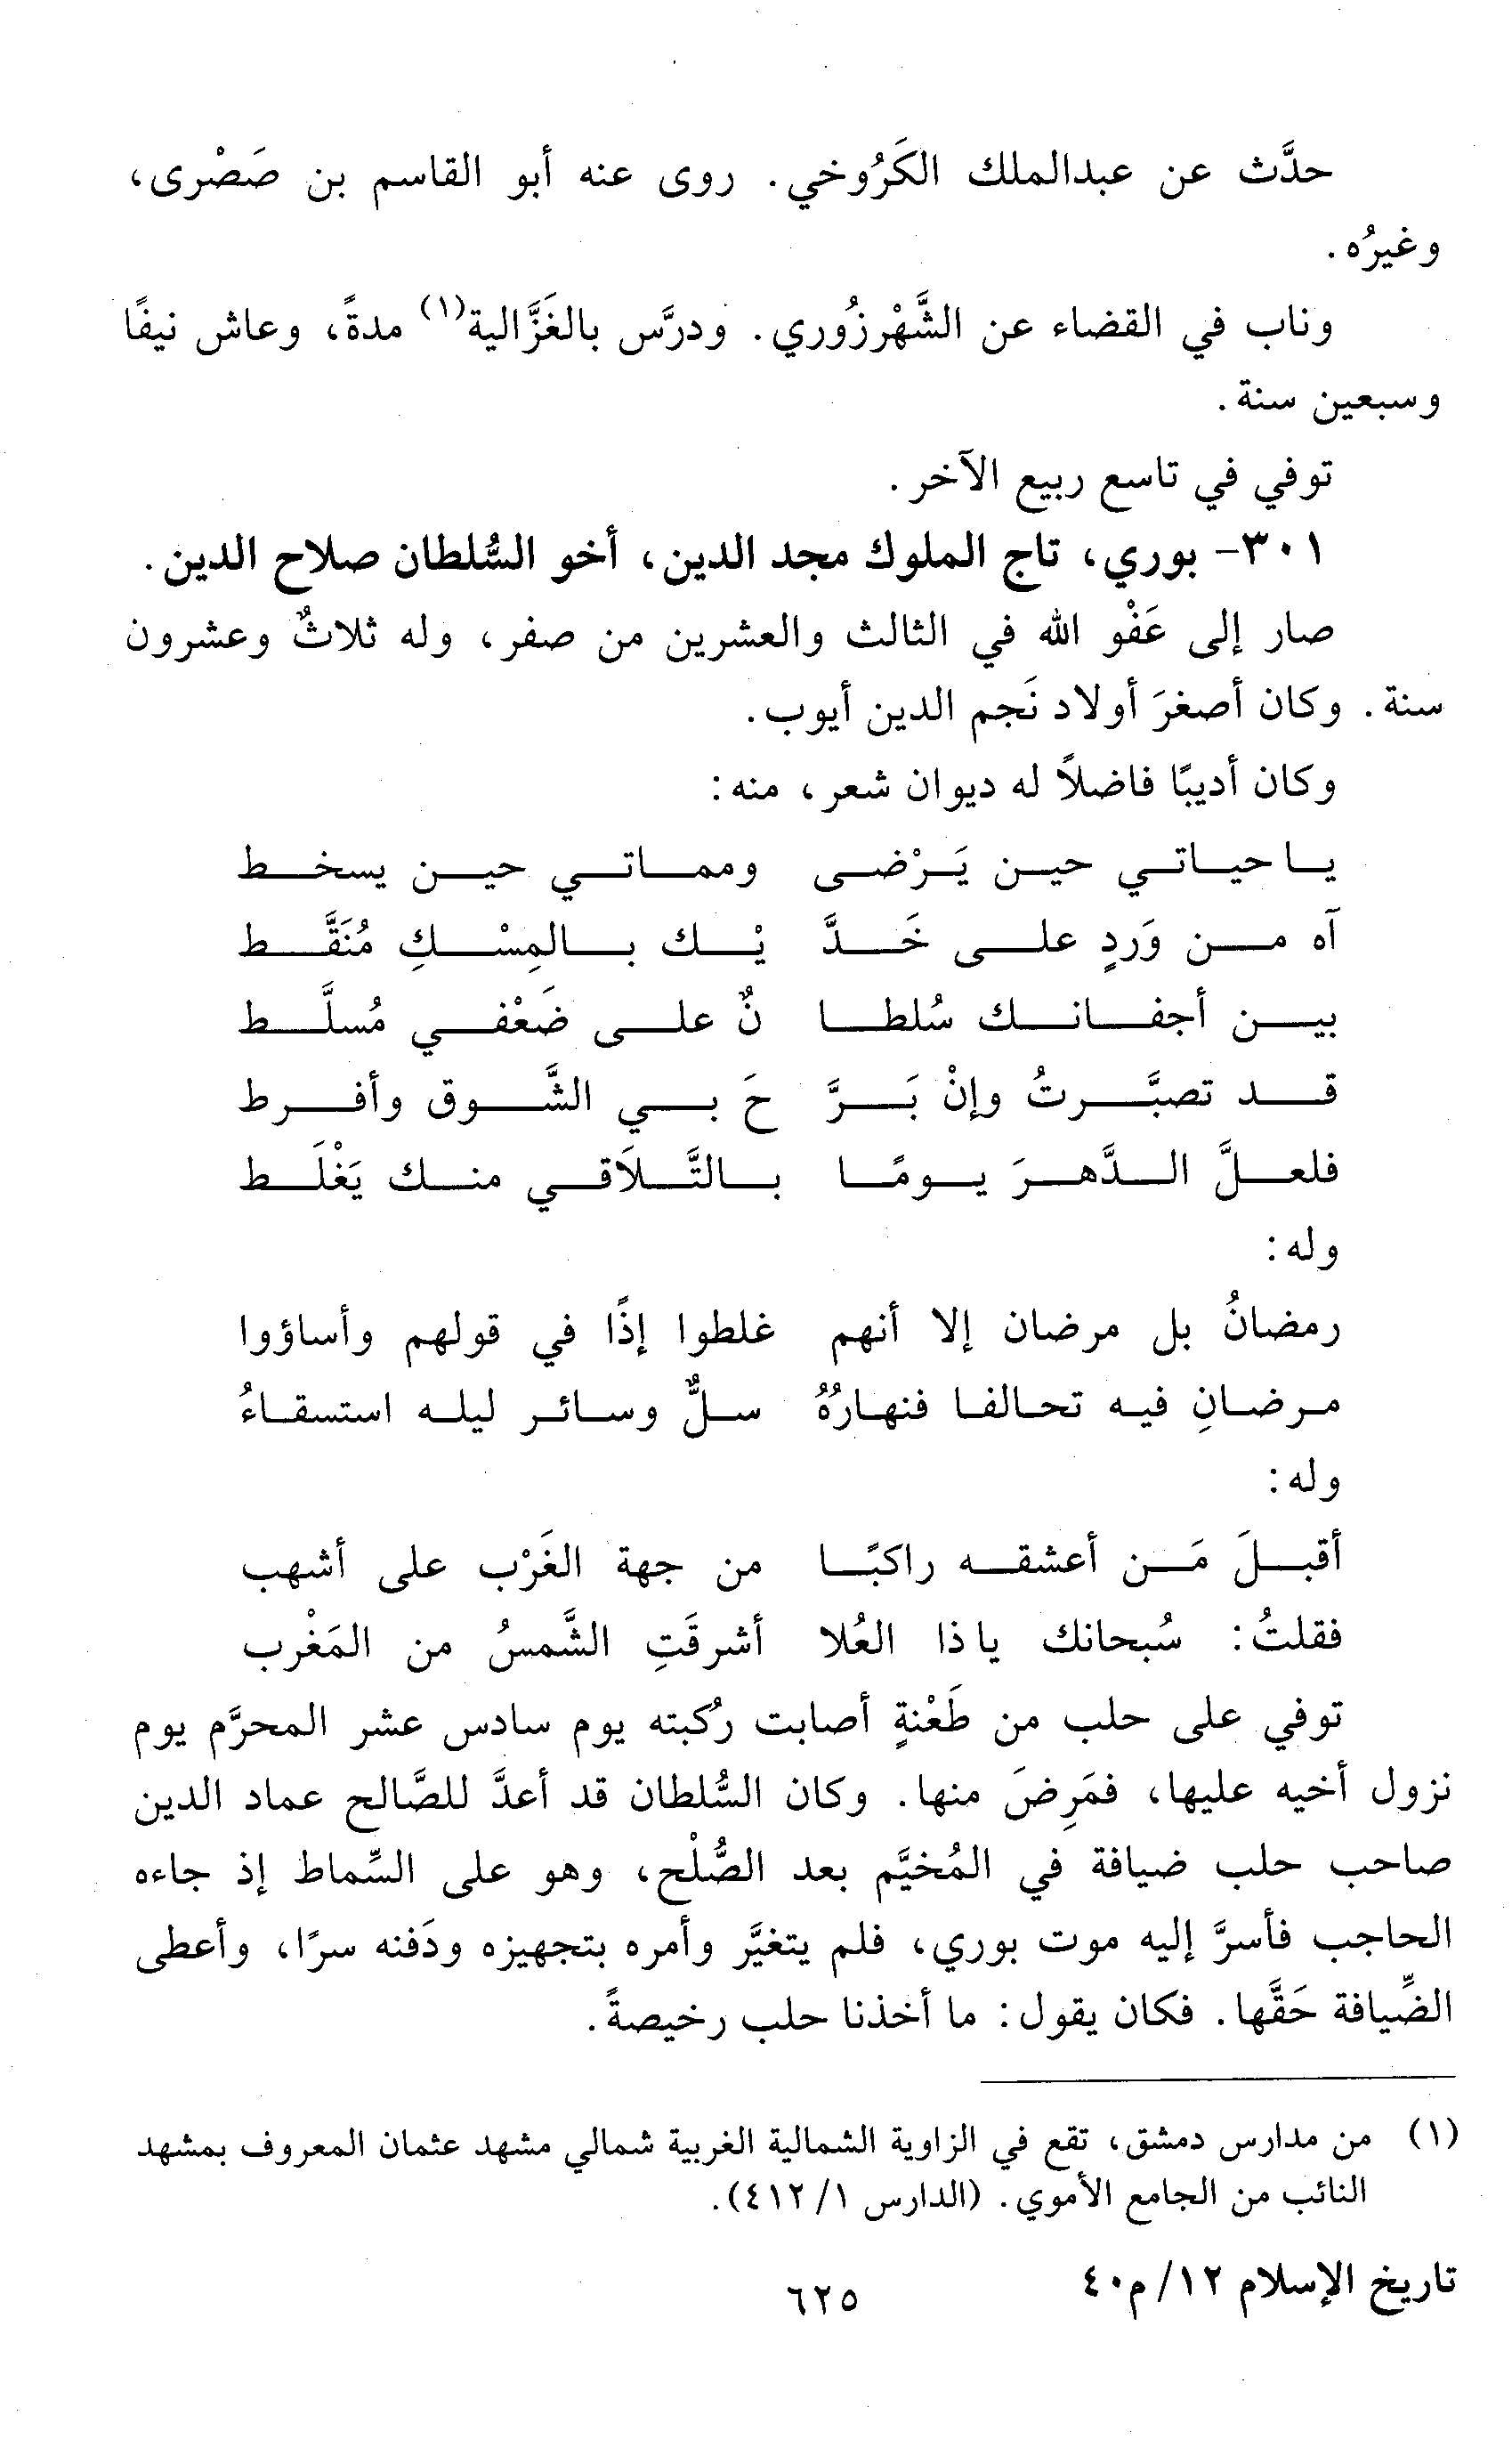 حدَّث عن عبدالملك الكَرُوخي. روى عنه أبو القاسم بن صَصْرى،
وغيرُه.
وناب في القضاء عن الشَّهْرزُوري. ودرَّس بالغَزَّالية(١) مدةً، وعاش نيفًا
وسبعين سنة.
توفي في تاسع ربيع الآخر.
٣٠١- بوري، تاج الملوك مجد الدين، أخو السُّلطان صلاح الدين.
صار إلى عَفْو الله في الثالث والعشرين من صفر، وله ثلاثٌ وعشرون
سنة. وكان أصغرَ أولاد نَجم الدين أيوب.
وكان أديبًا فاضلاً له ديوان شعر، منه:
يا حياتي حين يَرْضى ومماتي حين يسخط
آه من وَردٍ على خَدَّ يْك بالمِسْكِ مُنَقَّط
بين أجفانك سُلطا نٌ على ضَعْفي مُسلَّط
قد تصبَّرتُ وإنْ بَرَّ حَ بي الشَّوق وأفرط
فلعلَّ الدَّهرَ يومًا بالتَّلَاقي منك يَغْلَط
وله:
رمضانُ بل مرضان إلا أنهم غلطوا إذًا في قولهم وأساؤوا
مرضانِ فيه تحالفا فنهارُهُ سلٌّ وسائر ليله استسقاءُ
وله:
أقبلَ مَن أعشقه راكبًا من جهة الغَرْب على أشهب
فقلتُ: سُبحانك يا ذا العُلا أشرقَتِ الشَّمسُ من المَغْرب
توفي على حلب من طَعْنةٍ أصابت رُكبته يوم سادس عشر المحرَّم يوم
نزول أخيه عليها، فمَرِضَ منها. وكان السُّلطان قد أعدَّ للصَّالح عماد الدين
صاحب حلب ضيافة في المُخيَّم بعد الصُّلْح، وهو على السِّماط إذ جاءه
الحاجب فأسرَّ إليه موت بوري، فلم يتغيَّر وأمره بتجهيزه ودَفنه سرًا، وأعطى
الضِّيافة حَقَّها. فكان يقول: ما أخذنا حلب رخيصةً.
(١) من مدارس دمشق، تقع في الزاوية الشمالية الغربية شمالي مشهد عثمان المعروف بمشهد
النائب من الجامع الأموي. (الدارس ١/ ٤١٢).
تاريخ الإسلام ١٢/ م٤٠
٦٢٥